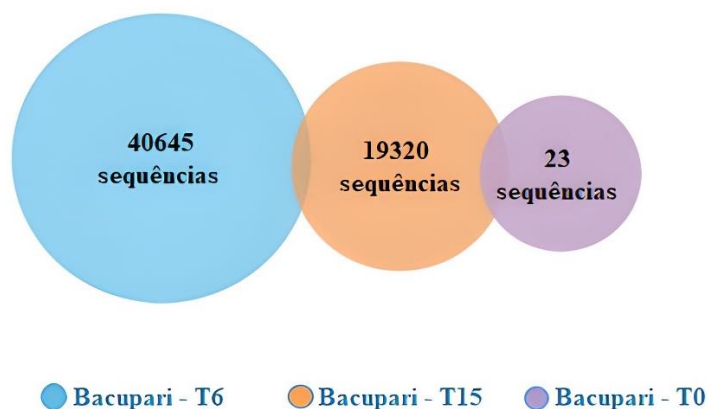 40645
sequências
19320
sequências
23
sequências
Bacupari - T6
Bacupari - T15
Bacupari - T0